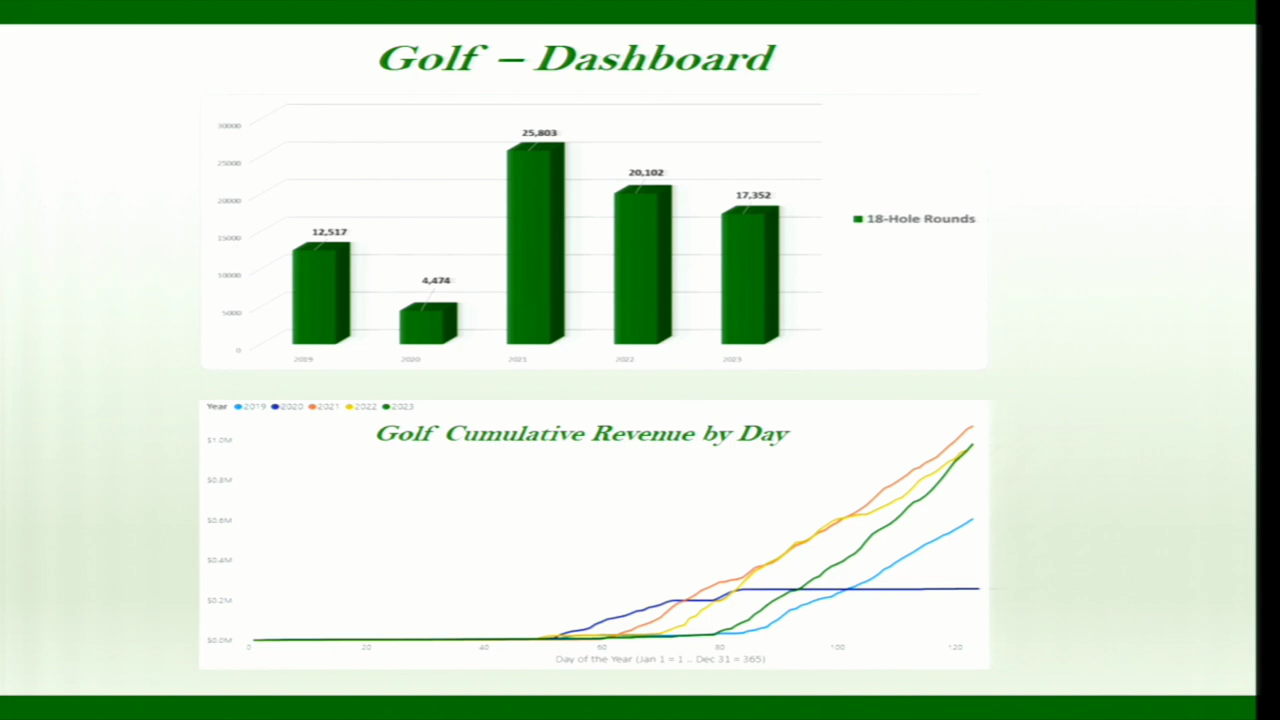 Golf – Dashboard
30000
25000
20000
15000
10000
5000
0
12,517
4,474
25,803
20,102
17,352
18-Hole Rounds
2019 2020 2021 2022 2023
Year 2019 2020 2021 2022 2023
Golf Cumulative Revenue by Day
$1.0M
$0.8M
$0.6M
$0.4M
$0.2M
$0.0M
0 20 40 60 80 100 120
Day of the Year (Jan 1 = 1 .. Dec 31 = 365)